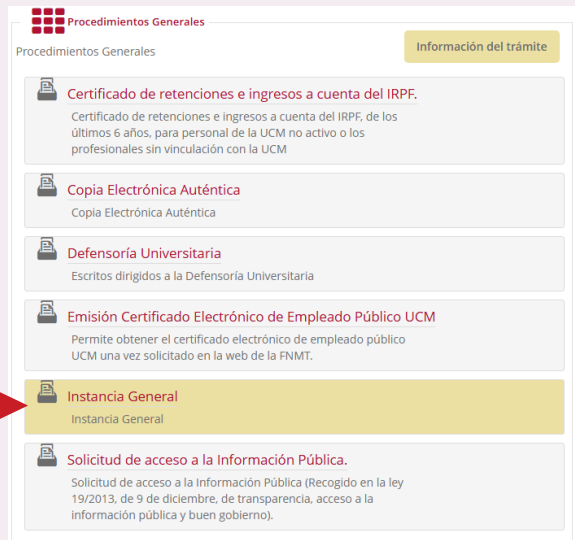 Procedimientos Generales
Procedimientos Generales
Información del trámite
Certificado de retenciones e ingresos a cuenta del IRPF.
Certificado de retenciones e ingresos a cuenta del IRPF, de los
últimos 6 años, para personal de la UCM no activo o los
profesionales sin vinculación con la UCM
Copia Electrónica Auténtica
Copia Electrónica Auténtica
Defensoría Universitaria
Escritos dirigidos a la Defensoría Universitaria
Emisión Certificado Electrónico de Empleado Público UCM
Permite obtener el certificado electrónico de empleado público
UCM una vez solicitado en la web de la FNMT.
Instancia General
Instancia General
Solicitud de acceso a la Información Pública.
Solicitud de acceso a la Información Pública (Recogido en la ley
19/2013, de 9 de diciembre, de transparencia, acceso a la
información pública y buen gobierno).